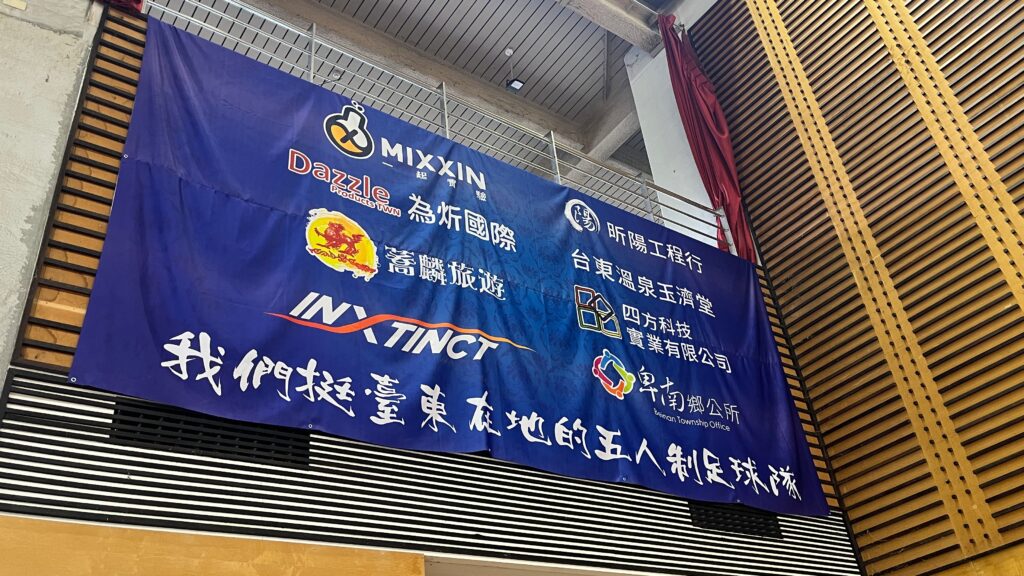 MIXXIN
一起實驗
Dazzle
Products TWN
為炘國際
蕎麟旅遊
INXTINCT
陽
昕陽工程行
台東溫泉玉濟堂
四方科技
實業有限公司
卑南鄉公所
Beinan Township Office
我們挺臺東在地的五人制足球隊